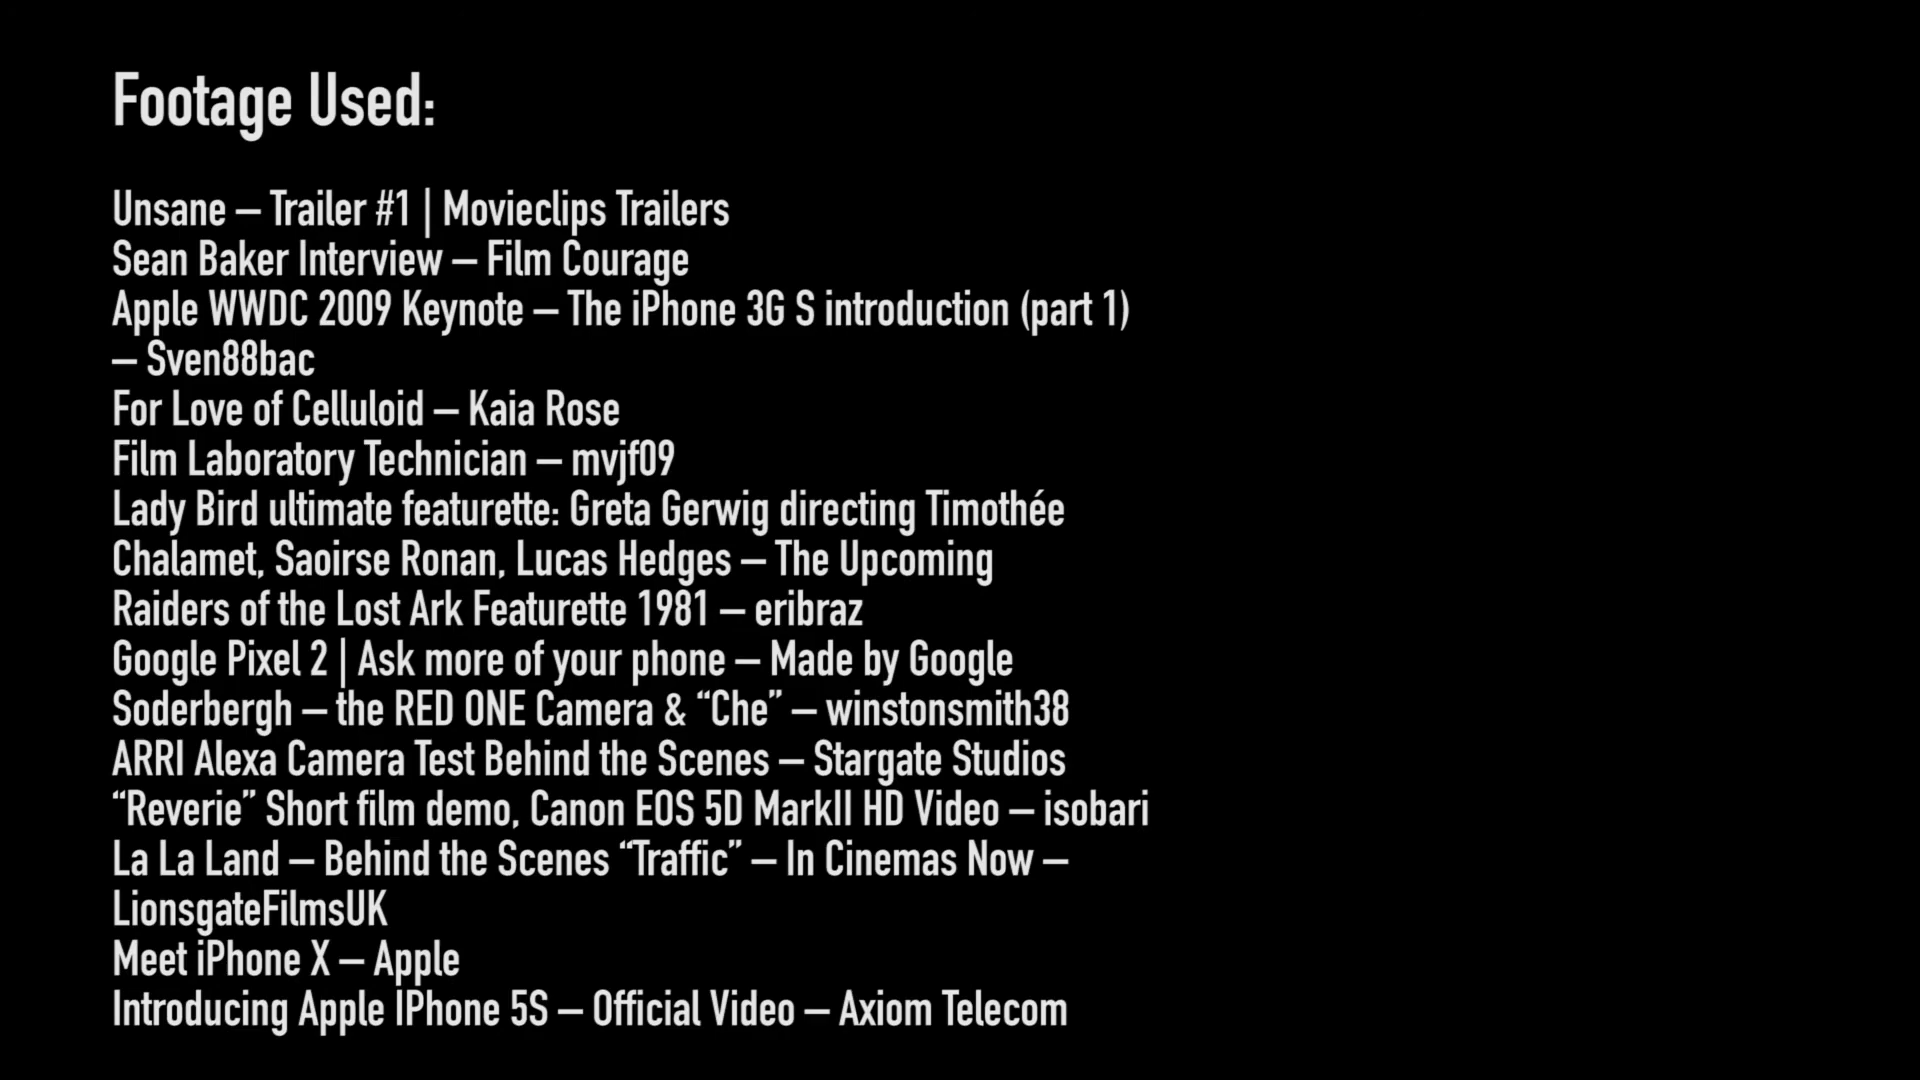 Footage Used:
Unsane – Trailer #1 | Movieclips Trailers
Sean Baker Interview – Film Courage
Apple WWDC 2009 Keynote – The iPhone 3G S introduction (part 1)
– Sven88bac
For Love of Celluloid – Kaia Rose
Film Laboratory Technician – mvjf09
Lady Bird ultimate featurette: Greta Gerwig directing Timothée
Chalamet, Saoirse Ronan, Lucas Hedges – The Upcoming
Raiders of the Lost Ark Featurette 1981 – eribraz
Google Pixel 2 | Ask more of your phone – Made by Google
Soderbergh – the RED ONE Camera & “Che” – winstonsmith38
ARRI Alexa Camera Test Behind the Scenes – Stargate Studios
“Reverie” Short film demo, Canon EOS 5D MarkII HD Video – isobari
La La Land – Behind the Scenes “Traffic” – In Cinemas Now –
LionsgateFilmsUK
Meet iPhone X – Apple
Introducing Apple IPhone 5S – Official Video – Axiom Telecom